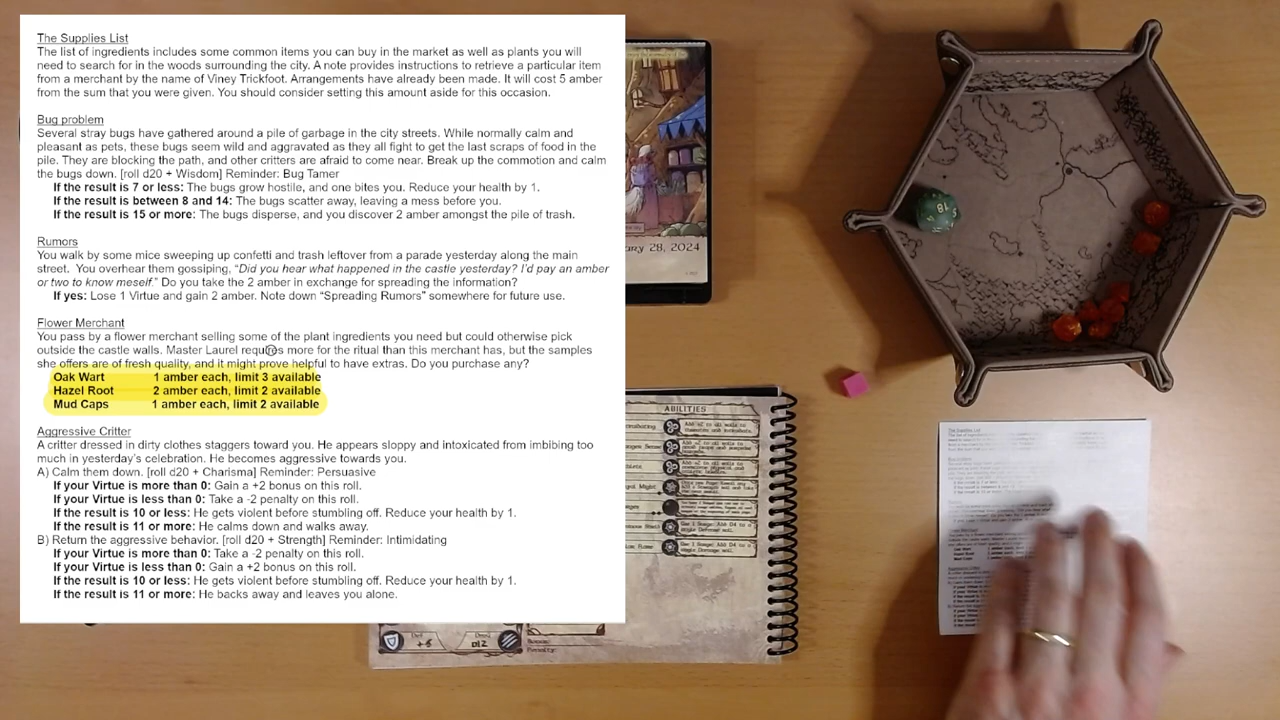 The Supplies List
The list of ingredients includes some common items you can buy in the market as well as plants you will
need to search for in the woods surrounding the city. A note provides instructions to retrieve a particular item
from a merchant by the name of Viney Trickfoot. Arrangements have already been made. It will cost 5 amber
from the sum that you were given. You should consider setting this amount aside for this occasion.
Bug problem
Several stray bugs have gathered around a pile of garbage in the city streets. While normally calm and
pleasant as pets, these bugs seem wild and aggravated as they all fight to get the last scraps of food in the
pile. They are blocking the path, and other critters are afraid to come near. Break up the commotion and calm
the bugs down. [roll d20 + Wisdom] Reminder: Bug Tamer
If the result is 7 or less: The bugs grow hostile, and one bites you. Reduce your health by 1.
If the result is between 8 and 14: The bugs scatter away, leaving a mess before you.
If the result is 15 or more: The bugs disperse, and you discover 2 amber amongst the pile of trash.
Rumors
You walk by some mice sweeping up confetti and trash leftover from a parade yesterday along the main
street. You overhear them gossiping, “Did you hear what happened in the castle yesterday? I’d pay an amber
or two to know meself.” Do you take the 2 amber in exchange for spreading the information?
If yes: Lose 1 Virtue and gain 2 amber. Note down “Spreading Rumors” somewhere for future use.
Flower Merchant
You pass by a flower merchant selling some of the plant ingredients you need but could otherwise pick
outside the castle walls. Master Laurel requires more for the ritual than this merchant has, but the samples
she offers are of fresh quality, and it might prove helpful to have extras. Do you purchase any?
Oak Wart 1 amber each, limit 3 available
Hazel Root 2 amber each, limit 2 available
Mud Caps 1 amber each, limit 2 available
Aggressive Critter
A critter dressed in dirty clothes staggers toward you. He appears sloppy and intoxicated from imbibing too
much in yesterday’s celebration. He becomes aggressive towards you.
A) Calm them down. [roll d20 + Charisma] Reminder: Persuasive
If your Virtue is more than 0: Gain a +2 bonus on this roll.
If your Virtue is less than 0: Take a -2 penalty on this roll.
If the result is 10 or less: He gets violent before stumbling off. Reduce your health by 1.
If the result is 11 or more: He calms down and walks away.
B) Return the aggressive behavior. [roll d20 + Strength] Reminder: Intimidating
If your Virtue is more than 0: Take a -2 penalty on this roll.
If your Virtue is less than 0: Gain a +2 bonus on this roll.
If the result is 10 or less: He gets violent before stumbling off. Reduce your health by 1.
If the result is 11 or more: He backs away and leaves you alone.
28, 2024
18
ABILITIES
+6
D12